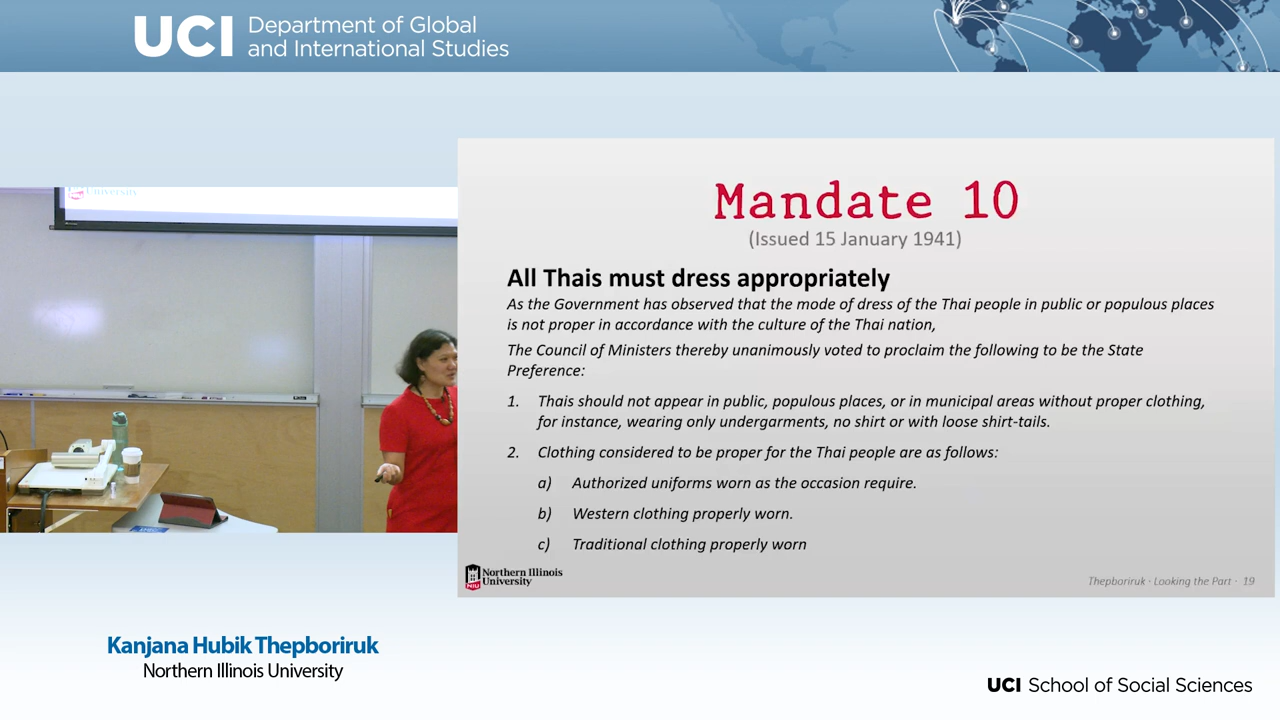 UCI Department of Global
and International Studies
University
Mandate 10
(Issued 15 January 1941)
All Thais must dress appropriately
As the Government has observed that the mode of dress of the Thai people in public or populous places
is not proper in accordance with the culture of the Thai nation,
The Council of Ministers thereby unanimously voted to proclaim the following to be the State
Preference:
1. Thais should not appear in public, populous places, or in municipal areas without proper clothing,
for instance, wearing only undergarments, no shirt or with loose shirt-tails.
2. Clothing considered to be proper for the Thai people are as follows:
a) Authorized uniforms worn as the occasion require.
b) Western clothing properly worn.
c) Traditional clothing properly worn
NIU
Northern Illinois
University
Thepboriruk · Looking the Part · 19
Kanjana Hubik Thepboriruk
Northern Illinois University
UCI School of Social Sciences